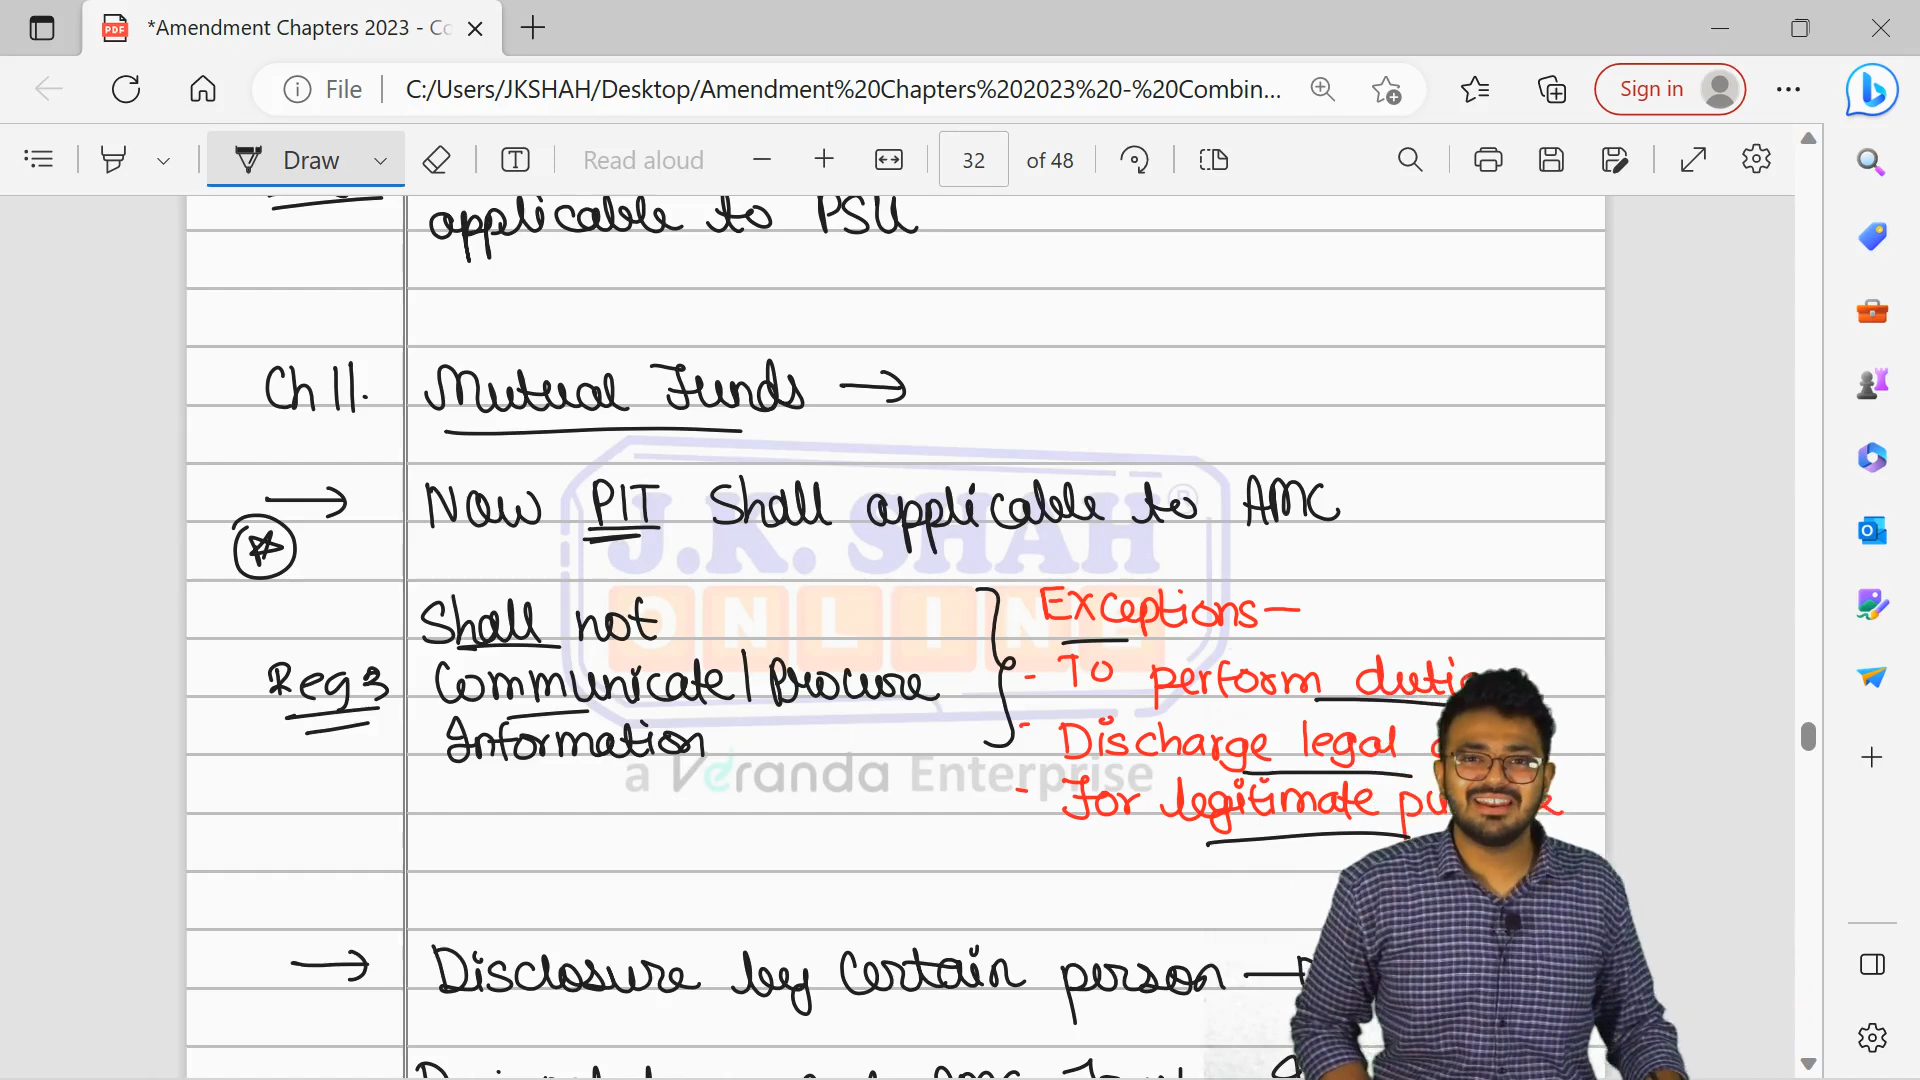 *Amendment Chapters 2023 - Co
File
C:/Users/JKSHAH/Desktop/Amendment%20Chapters%202023%20-%20Combin...
Sign in
Draw
Read aloud
32
of 48
applicable to PSU
Ch 11.
Mutual Funds →
→ Now PIT Shall applicable to AMC
Shall not
Reg 3 Communicate | Procure
Information
Exceptions—
- To perform
- Discharge legal
- for legitimate
J.K. SHAH®
ONLINE
a Veranda Enterprise
→ Disclosure by Certain person —